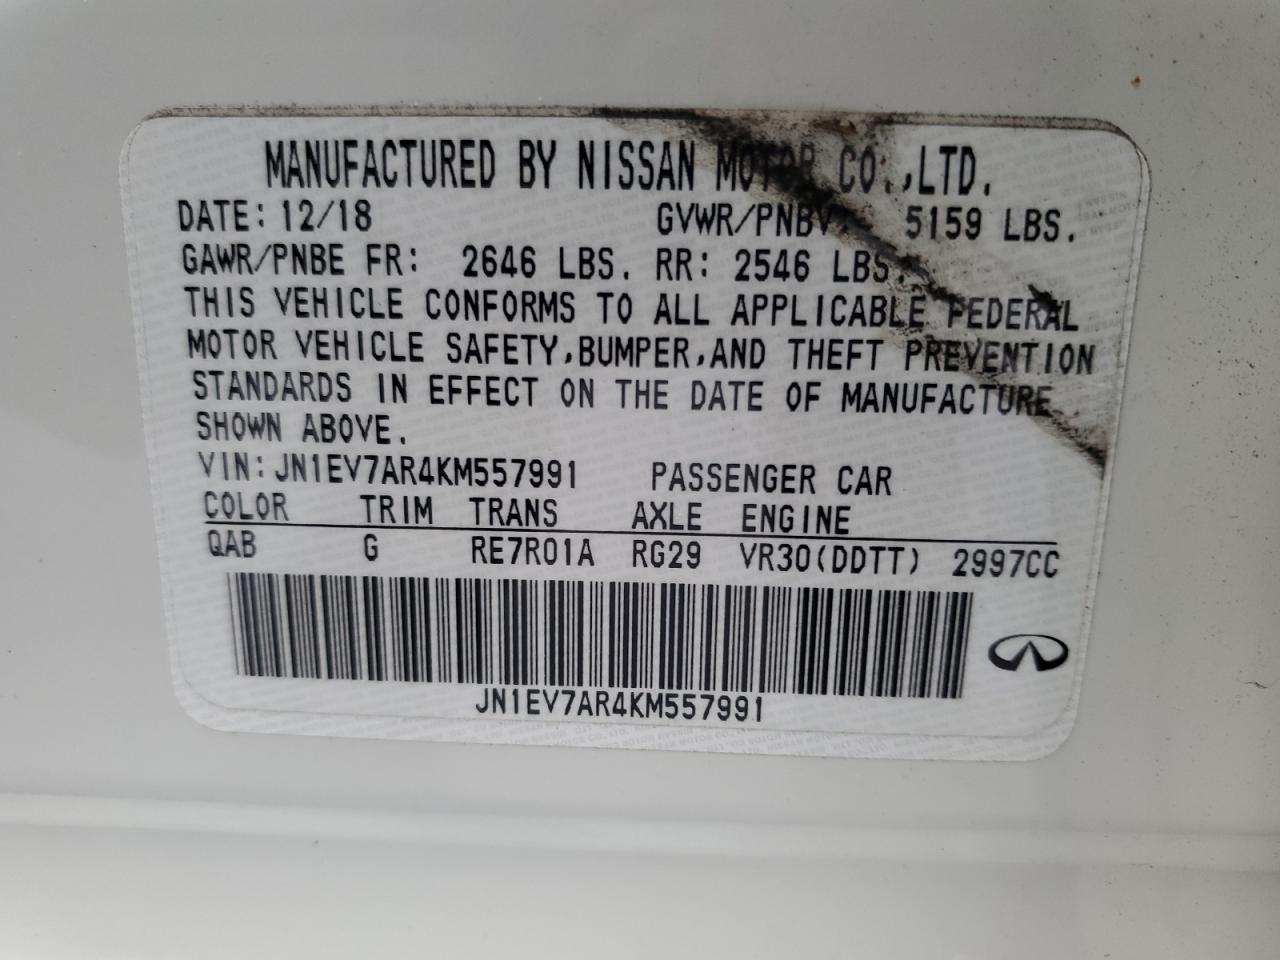 MANUFACTURED BY NISSAN MOTOR CO.,LTD.
DATE: 12/18 GVWR/PNBV: 5159 LBS.
GAWR/PNBE FR: 2646 LBS. RR: 2546 LBS.
THIS VEHICLE CONFORMS TO ALL APPLICABLE FEDERAL
MOTOR VEHICLE SAFETY,BUMPER,AND THEFT PREVENTION
STANDARDS IN EFFECT ON THE DATE OF MANUFACTURE
SHOWN ABOVE.
VIN: JN1EV7AR4KM557991 PASSENGER CAR
COLOR TRIM TRANS AXLE ENGINE
QAB G RE7R01A RG29 VR30(DDTT) 2997CC
JN1EV7AR4KM557991